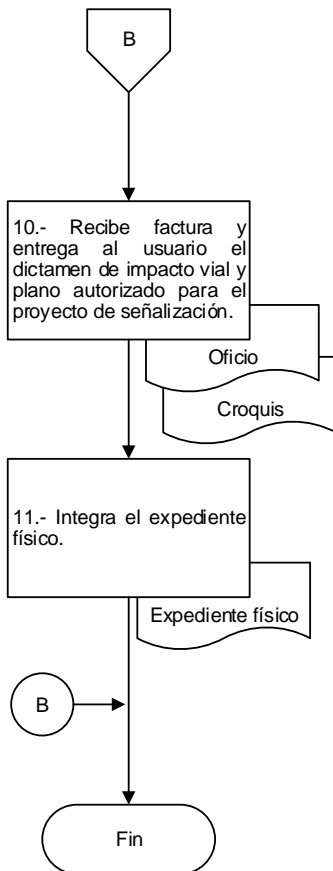 B
10.- Recibe factura y
entrega al usuario el
dictamen de impacto vial y
plano autorizado para el
proyecto de señalización.
Oficio
Croquis
11.- Integra el expediente
físico.
Expediente físico
B
Fin